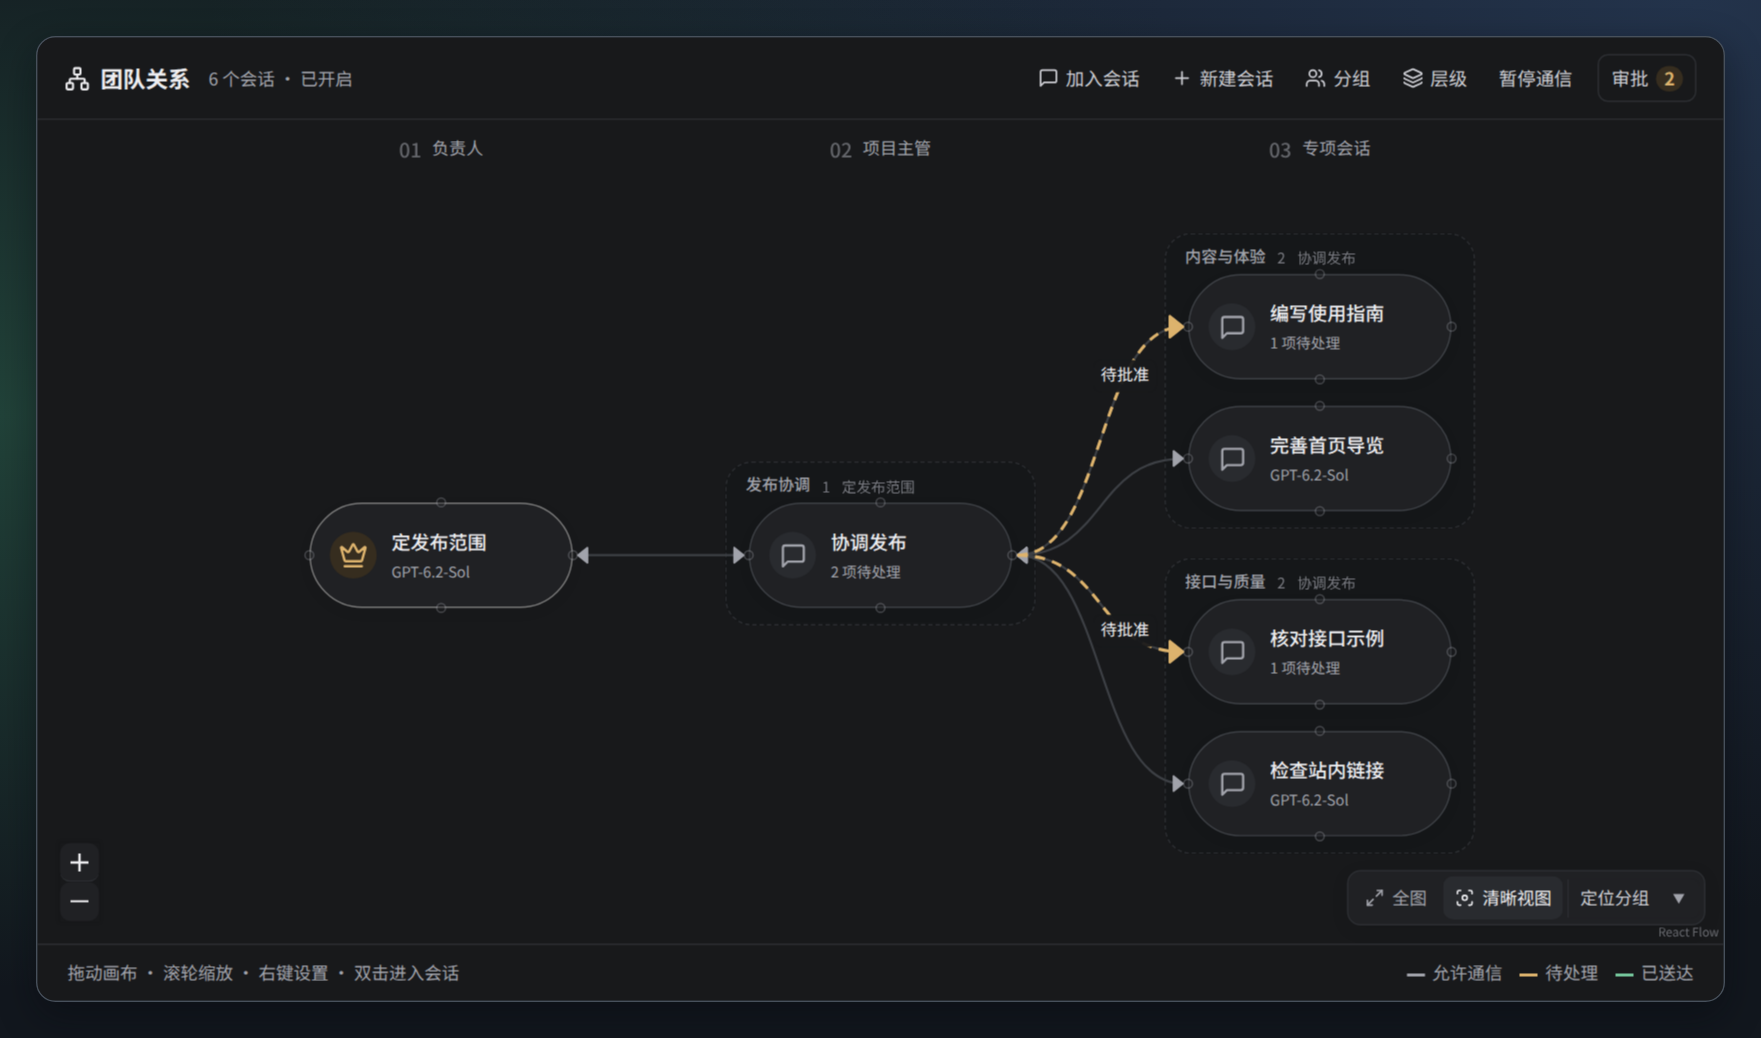 团队关系 6 个会话 · 已开启 加入会话 新建会话 分组 层级 暂停通信 审批 2
01 负责人 02 项目主管 03 专项会话
内容与体验 2 协调发布
编写使用指南
1 项待处理
待批准
完善首页导览
GPT-6.2-Sol
发布协调 1 定发布范围
定发布范围
GPT-6.2-Sol
协调发布
2 项待处理
接口与质量 2 协调发布
待批准
核对接口示例
1 项待处理
检查站内链接
GPT-6.2-Sol
全图 清晰视图 定位分组
React Flow
拖动画布 · 滚轮缩放 · 右键设置 · 双击进入会话 允许通信 待处理 已送达